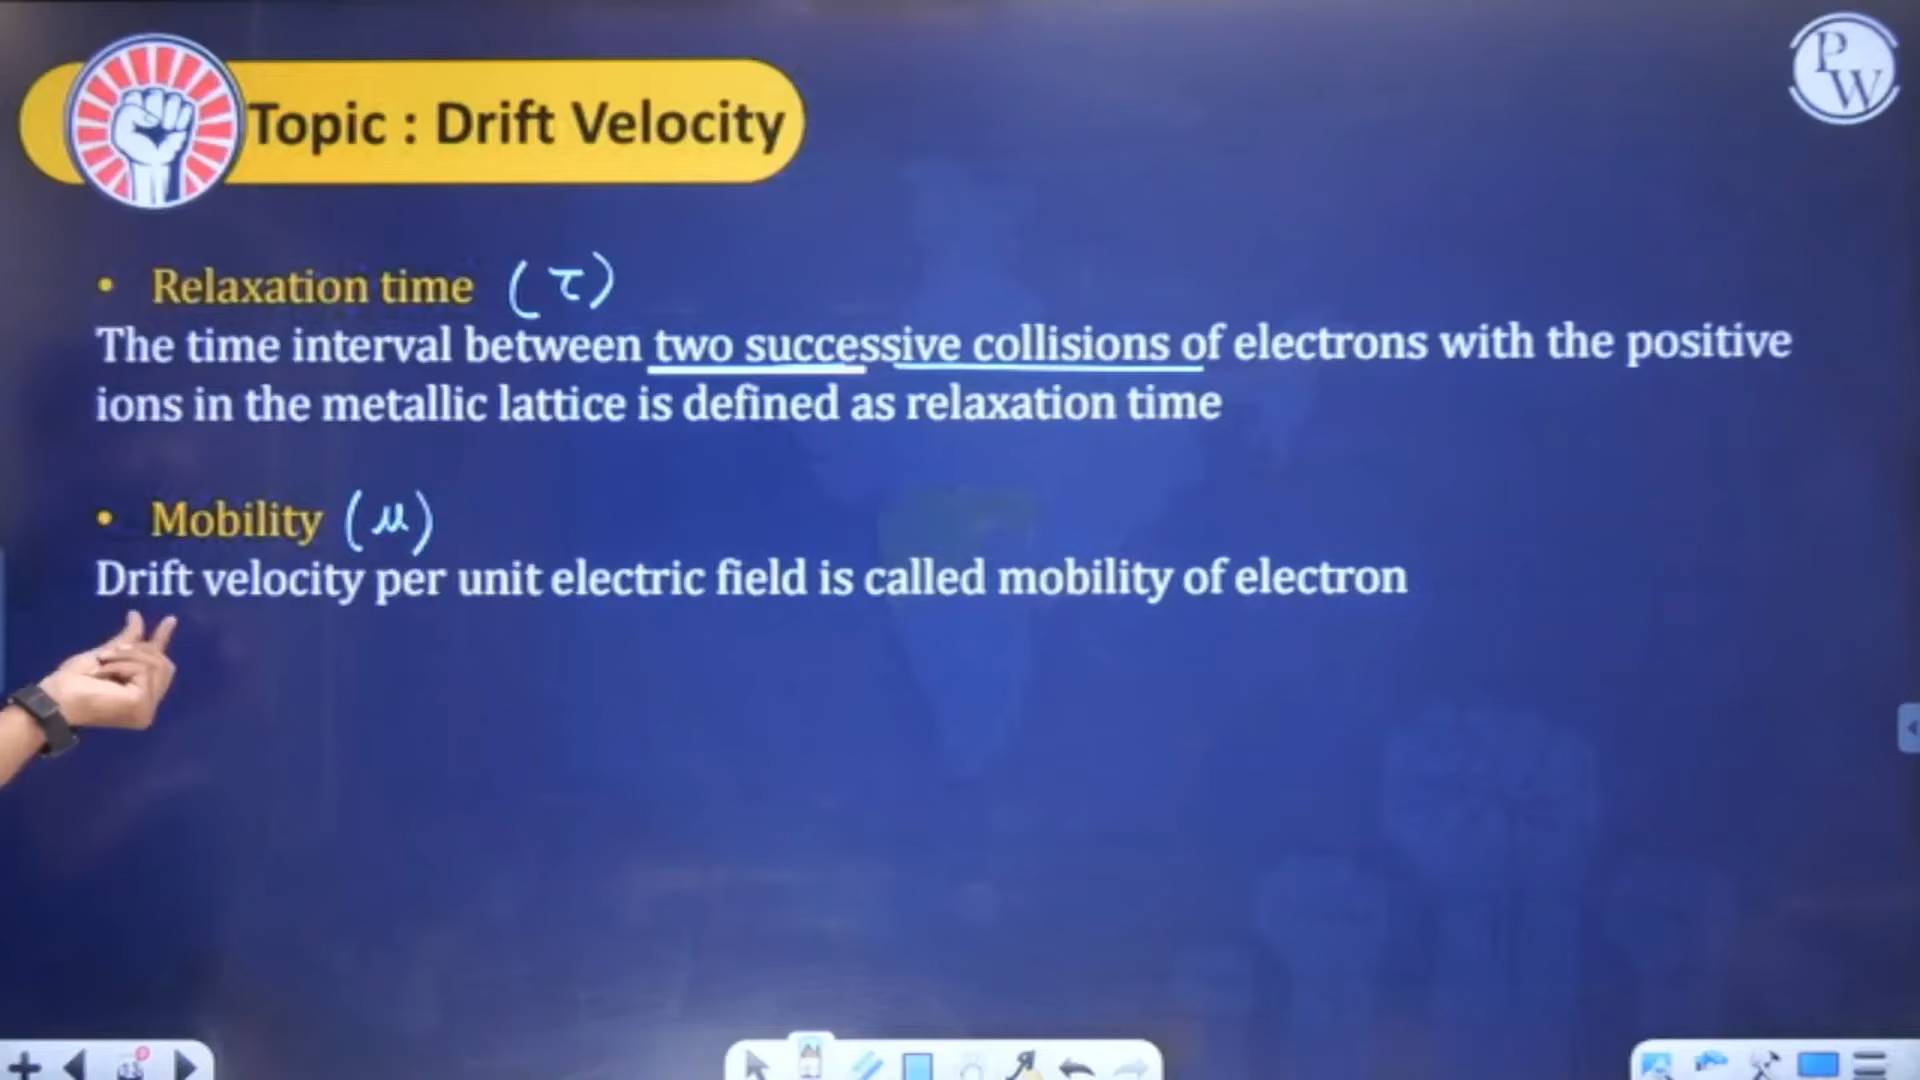 Topic : Drift Velocity
P
W
• Relaxation time (τ)
The time interval between two successive collisions of electrons with the positive
ions in the metallic lattice is defined as relaxation time
• Mobility (μ)
Drift velocity per unit electric field is called mobility of electron